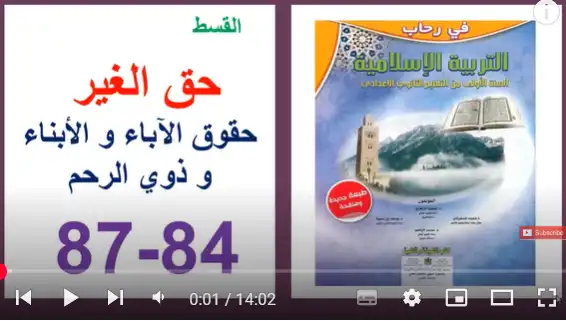 القسط
حق الغير
حقوق الآباء و الأبناء
و ذوي الرحم
87-84
في رحاب
التربية الإسلامية
السنة الأولى من التعليم الثانوي الإعدادي
طبعة جديدة
ومنقحة
Subscribe
0:01 / 14:02